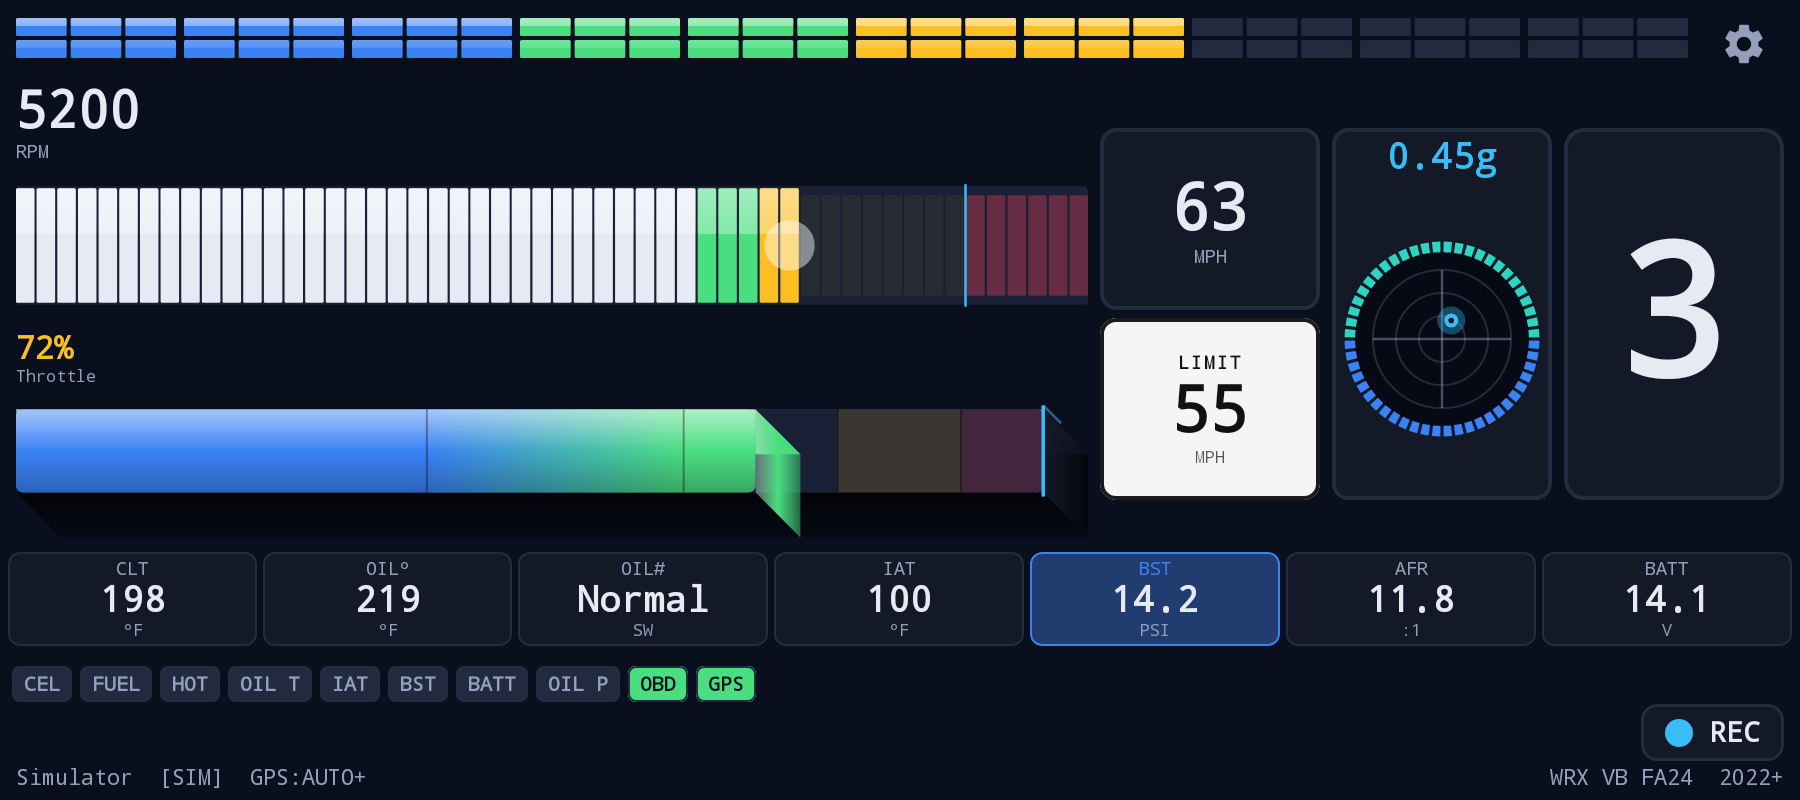 5200
RPM
72%
Throttle
63
MPH
LIMIT
55
MPH
0.45g
3
CLT
198
°F
OIL°
219
°F
OIL#
Normal
SW
IAT
100
°F
BST
14.2
PSI
AFR
11.8
:1
BATT
14.1
V
CEL FUEL HOT OIL T IAT BST BATT OIL P OBD GPS
REC
Simulator [SIM] GPS:AUTO+
WRX VB FA24 2022+